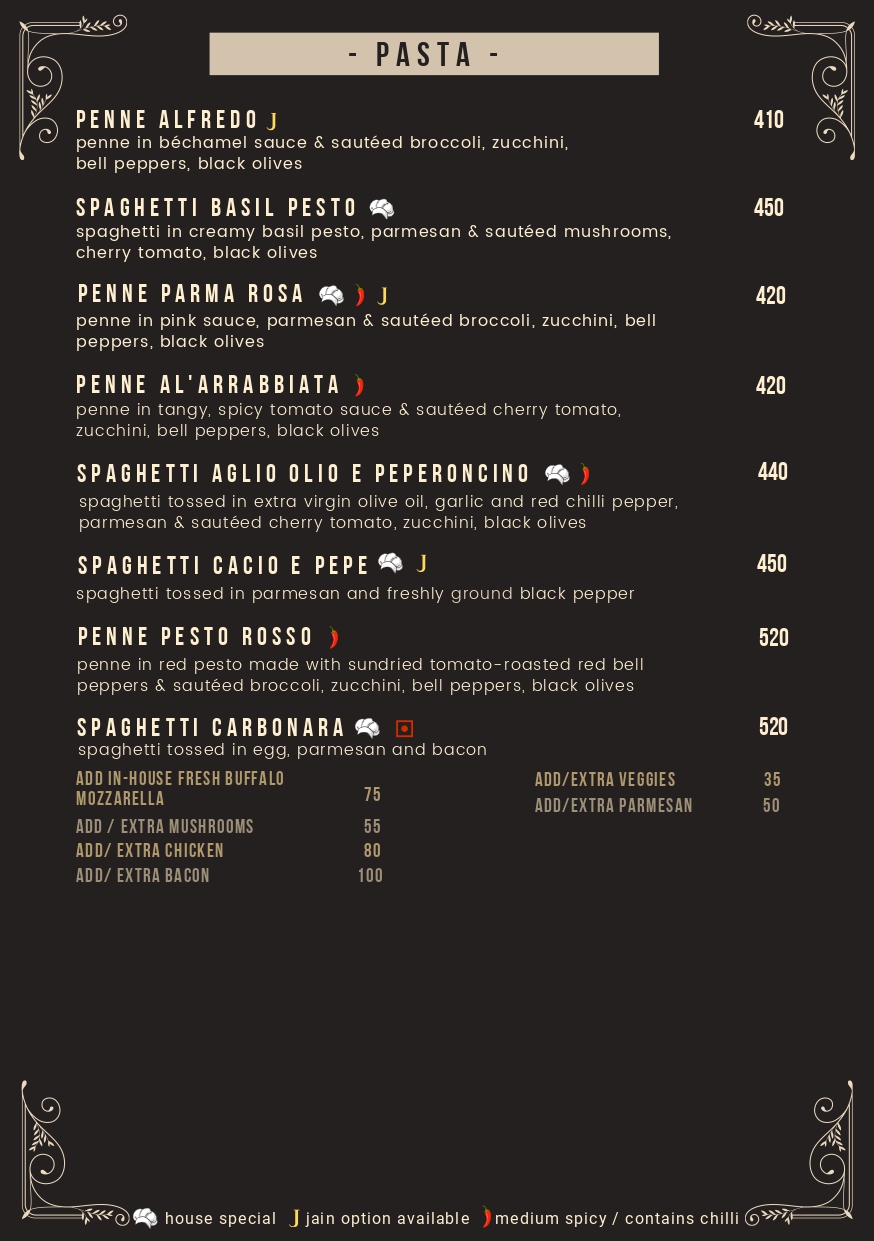 - PASTA -
PENNE ALFREDO J 410
penne in béchamel sauce & sautéed broccoli, zucchini,
bell peppers, black olives
SPAGHETTI BASIL PESTO 450
spaghetti in creamy basil pesto, parmesan & sautéed mushrooms,
cherry tomato, black olives
PENNE PARMA ROSA J 420
penne in pink sauce, parmesan & sautéed broccoli, zucchini, bell
peppers, black olives
PENNE AL'ARRABBIATA 420
penne in tangy, spicy tomato sauce & sautéed cherry tomato,
zucchini, bell peppers, black olives
SPAGHETTI AGLIO OLIO E PEPERONCINO 440
spaghetti tossed in extra virgin olive oil, garlic and red chilli pepper,
parmesan & sautéed cherry tomato, zucchini, black olives
SPAGHETTI CACIO E PEPE J 450
spaghetti tossed in parmesan and freshly ground black pepper
PENNE PESTO ROSSO 520
penne in red pesto made with sundried tomato-roasted red bell
peppers & sautéed broccoli, zucchini, bell peppers, black olives
SPAGHETTI CARBONARA 520
spaghetti tossed in egg, parmesan and bacon
ADD IN-HOUSE FRESH BUFFALO
MOZZARELLA 75
ADD / EXTRA MUSHROOMS 55
ADD/ EXTRA CHICKEN 80
ADD/ EXTRA BACON 100
ADD/EXTRA VEGGIES 35
ADD/EXTRA PARMESAN 50
house special J jain option available medium spicy / contains chilli